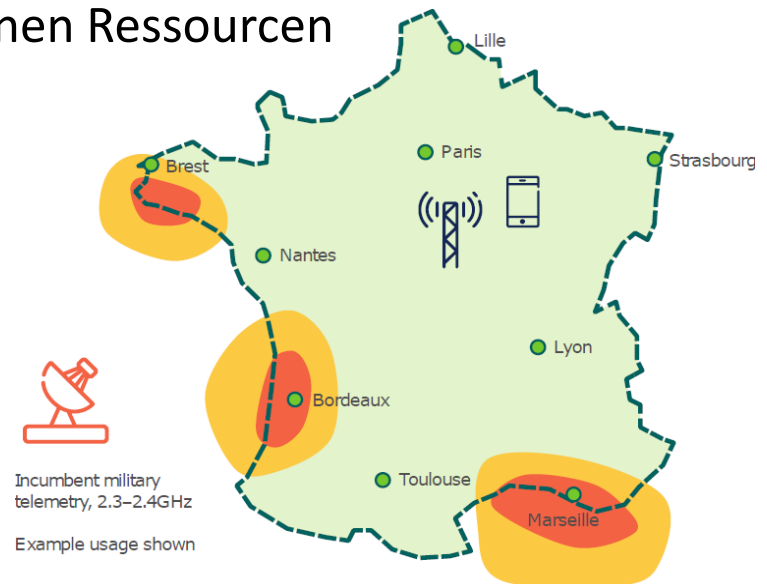 nen Ressourcen
Lille
Paris
Strasbourg
Brest
Nantes
Lyon
Bordeaux
Toulouse
Marseille
Incumbent military
telemetry, 2.3–2.4GHz
Example usage shown